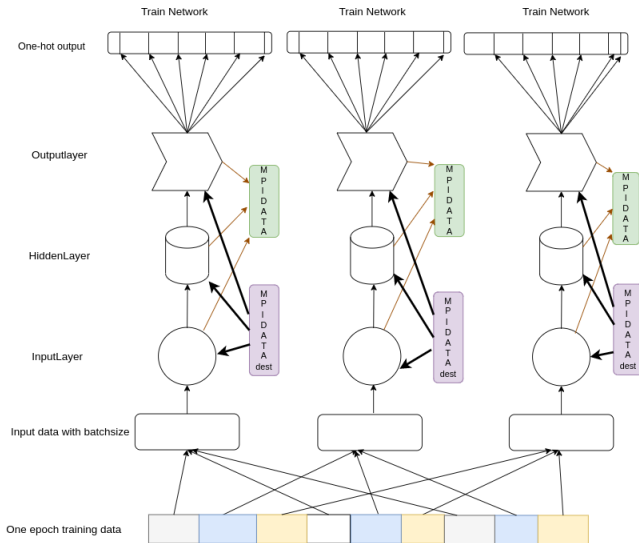 Train Network
Train Network
Train Network
One-hot output
Outputlayer
M
P
I
D
A
T
A
M
P
I
D
A
T
A
M
P
I
D
A
T
A
HiddenLayer
M
P
I
D
A
T
A
dest
M
P
I
D
A
T
A
dest
M
P
I
D
A
T
A
dest
InputLayer
Input data with batchsize
One epoch training data